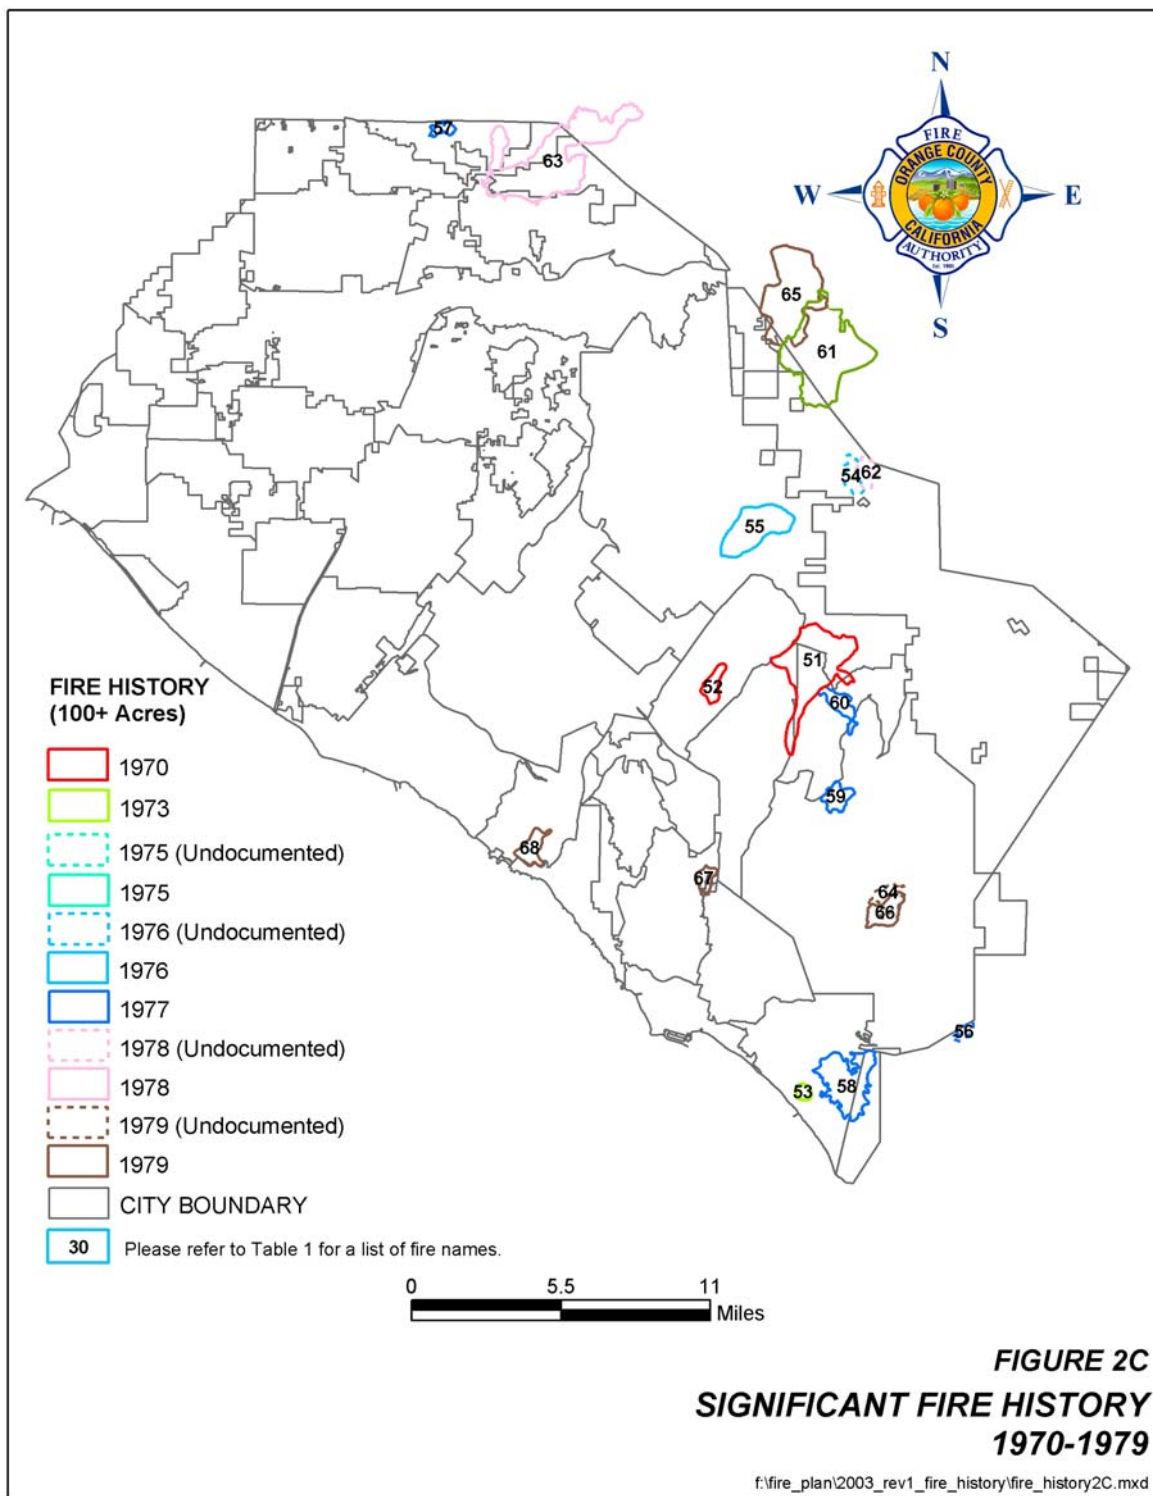 N
FIRE
ORANGE COUNTY
W
E
CALIFORNIA
AUTHORITY
S
57
63
65
61
54
62
55
51
52
60
59
68
67
64
66
56
53
58
FIRE HISTORY
(100+ Acres)
1970
1973
1975 (Undocumented)
1975
1976 (Undocumented)
1976
1977
1978 (Undocumented)
1978
1979 (Undocumented)
1979
CITY BOUNDARY
30 Please refer to Table 1 for a list of fire names.
0 5.5 11
Miles
FIGURE 2C
SIGNIFICANT FIRE HISTORY
1970-1979
f:\fire_plan\2003_rev1_fire_history\fire_history2C.mxd